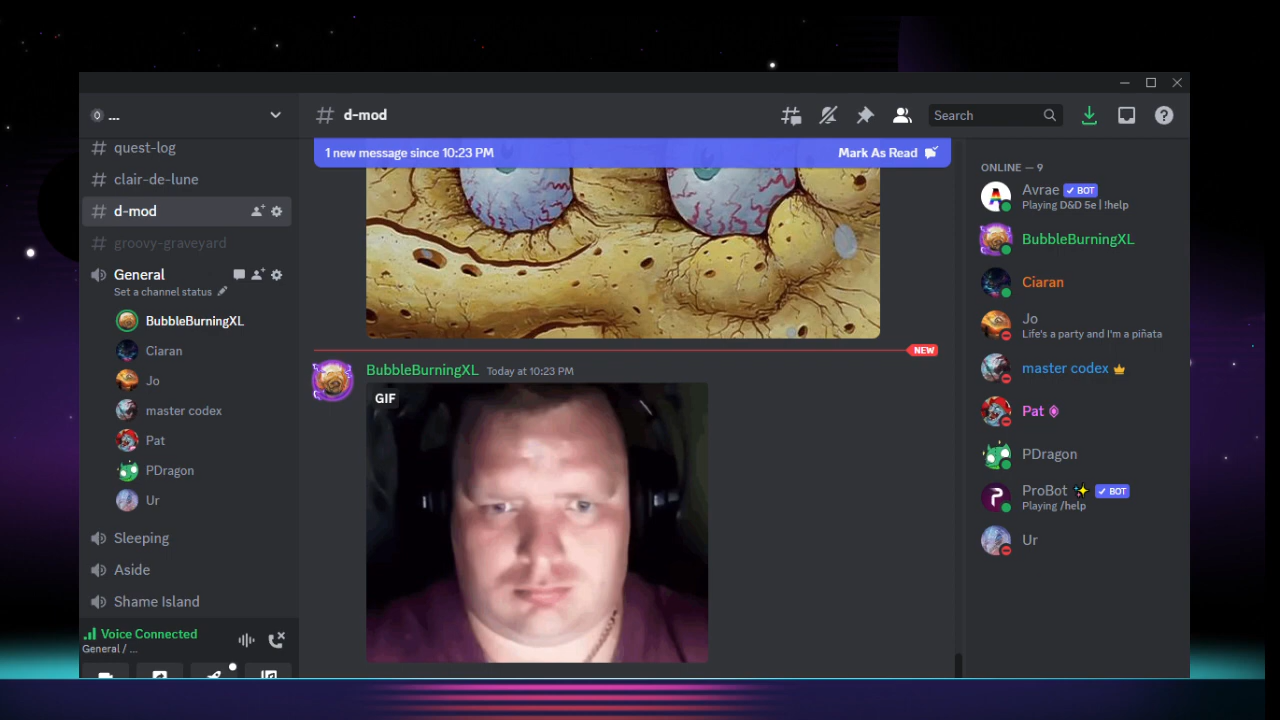 ...
d-mod
Search
quest-log
clair-de-lune
d-mod
groovy-graveyard
General
Set a channel status
BubbleBurningXL
Ciaran
Jo
master codex
Pat
PDragon
Ur
Sleeping
Aside
Shame Island
Voice Connected
General / ...
1 new message since 10:23 PM
Mark As Read
NEW
BubbleBurningXL Today at 10:23 PM
GIF
ONLINE — 9
Avrae BOT
Playing D&D 5e | !help
BubbleBurningXL
Ciaran
Jo
Life's a party and I'm a piñata
master codex
Pat
PDragon
ProBot ✨ BOT
Playing /help
Ur